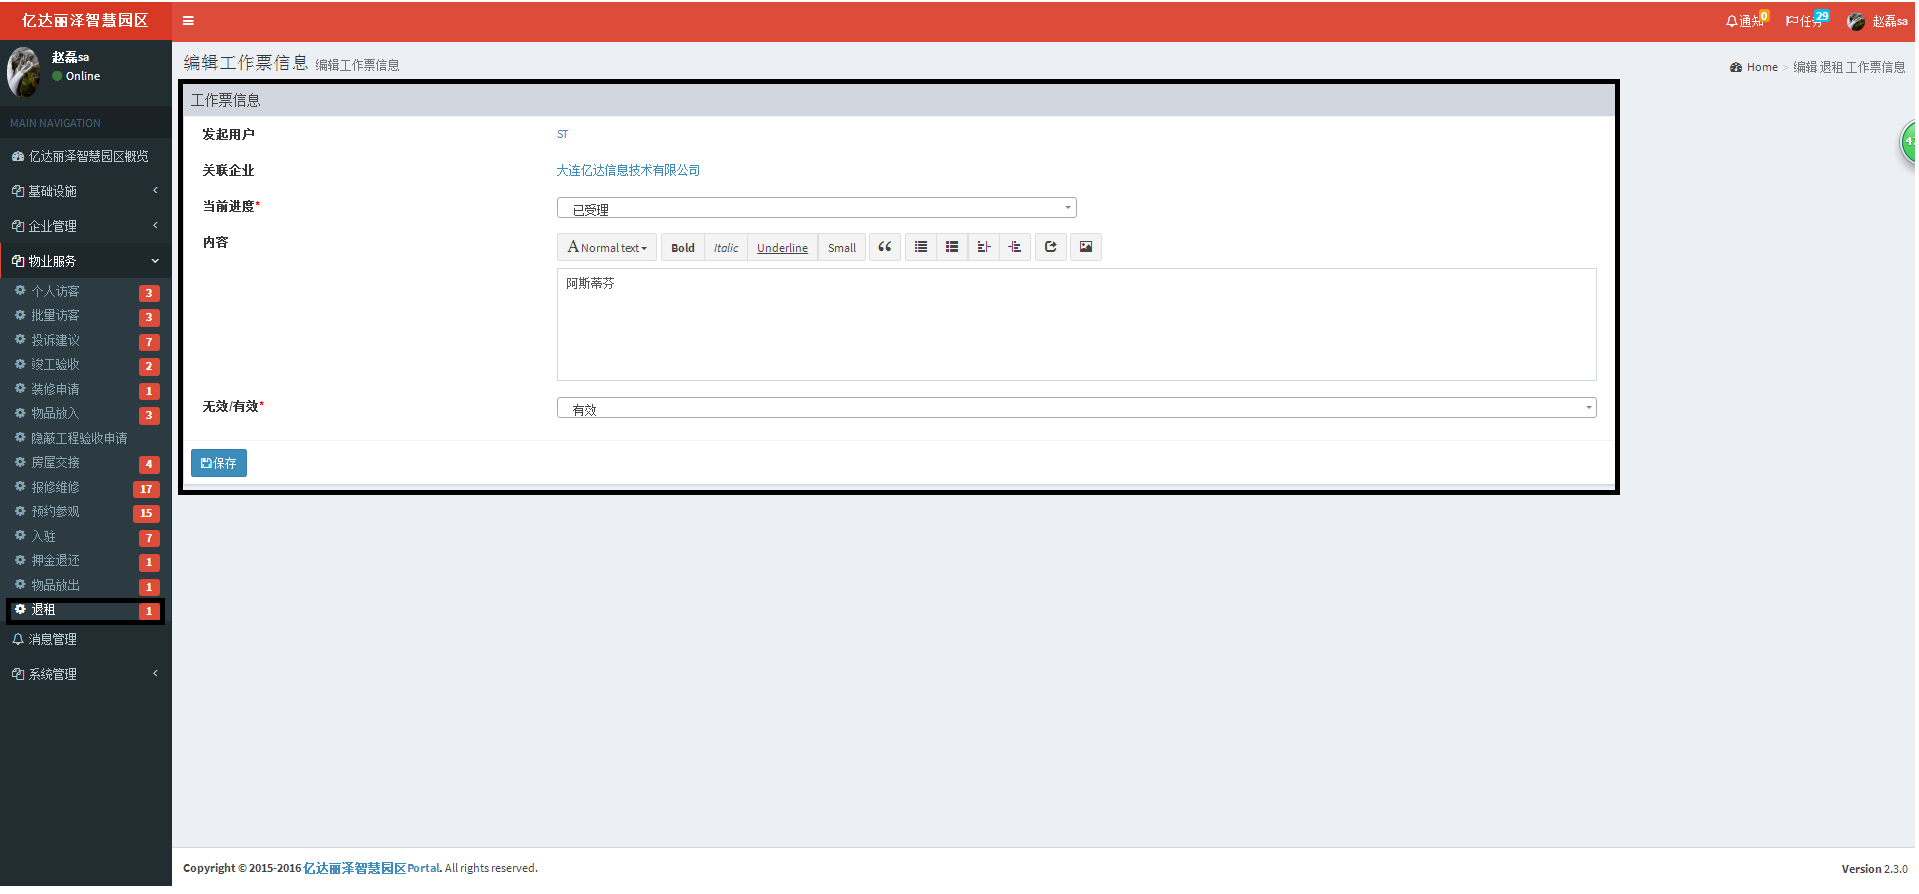 亿达丽泽智慧园区
通知 0
任务 29
赵磊sa
赵磊sa
Online
MAIN NAVIGATION
亿达丽泽智慧园区概览
基础设施
企业管理
物业服务
个人访客 3
批量访客 3
投诉建议 7
竣工验收 2
装修申请 1
物品放入 3
隐蔽工程验收申请
房屋交接 4
报修维修 17
预约参观 15
入驻 7
押金退还 1
物品放出 1
退租 1
消息管理
系统管理
编辑工作票信息 编辑工作票信息
Home > 编辑 退租 工作票信息
工作票信息
发起用户 ST
关联企业 大连亿达信息技术有限公司
当前进度* 已受理
内容 A Normal text Bold Italic Underline Small
阿斯蒂芬
无效/有效* 有效
保存
Copyright © 2015-2016 亿达丽泽智慧园区Portal. All rights reserved.
Version 2.3.0